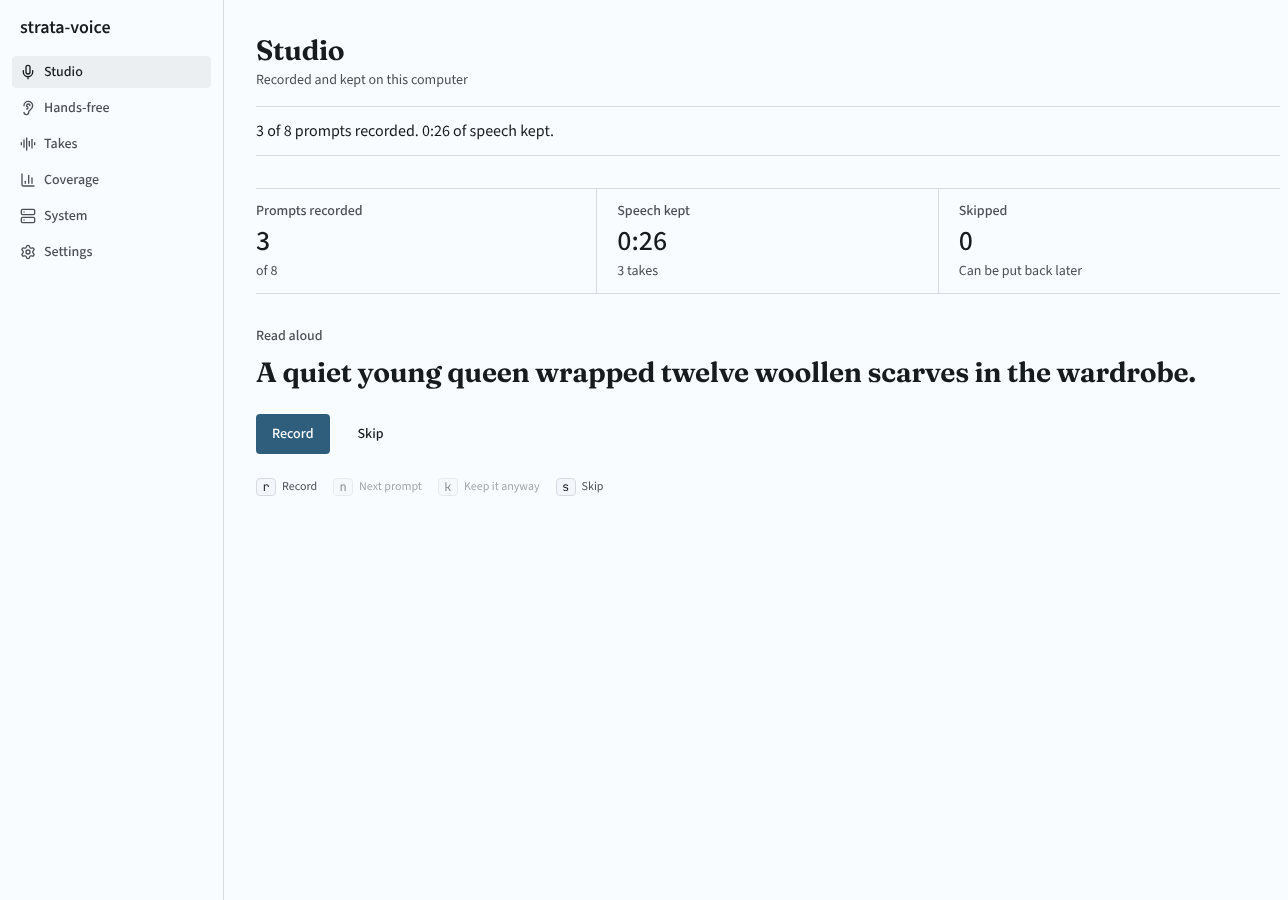 strata-voice
Studio
Hands-free
Takes
Coverage
System
Settings
Studio
Recorded and kept on this computer
3 of 8 prompts recorded. 0:26 of speech kept.
Prompts recorded
3
of 8
Speech kept
0:26
3 takes
Skipped
0
Can be put back later
Read aloud
A quiet young queen wrapped twelve woollen scarves in the wardrobe.
Record Skip
r Record n Next prompt k Keep it anyway s Skip